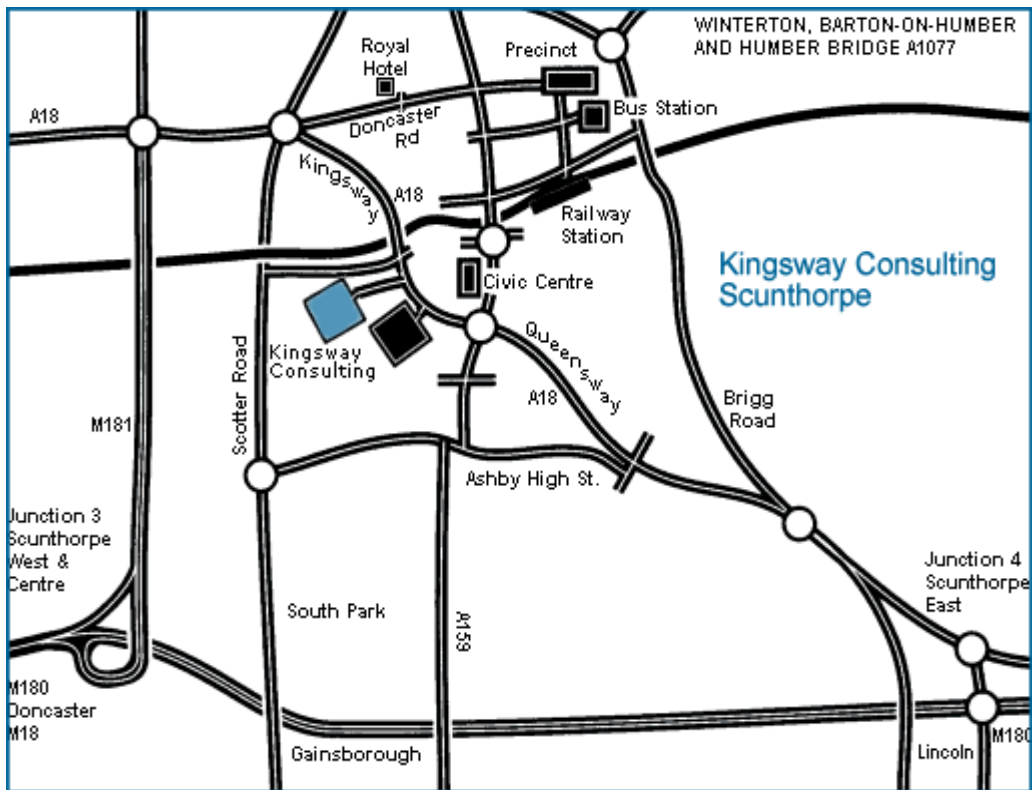 WINTERTON, BARTON-ON-HUMBER
AND HUMBER BRIDGE A1077
Royal
Hotel
Precinct
A18
Doncaster
Rd
Bus Station
Kingsway
A18
Railway
Station
Kingsway Consulting
Scunthorpe
Civic Centre
Kingsway
Consulting
Queensway
A18
Scotter Road
M181
Brigg
Road
Ashby High St.
Junction 3
Scunthorpe
West &
Centre
Junction 4
Scunthorpe
East
South Park
A159
M180
Doncaster
M18
Gainsborough
Lincoln
M180